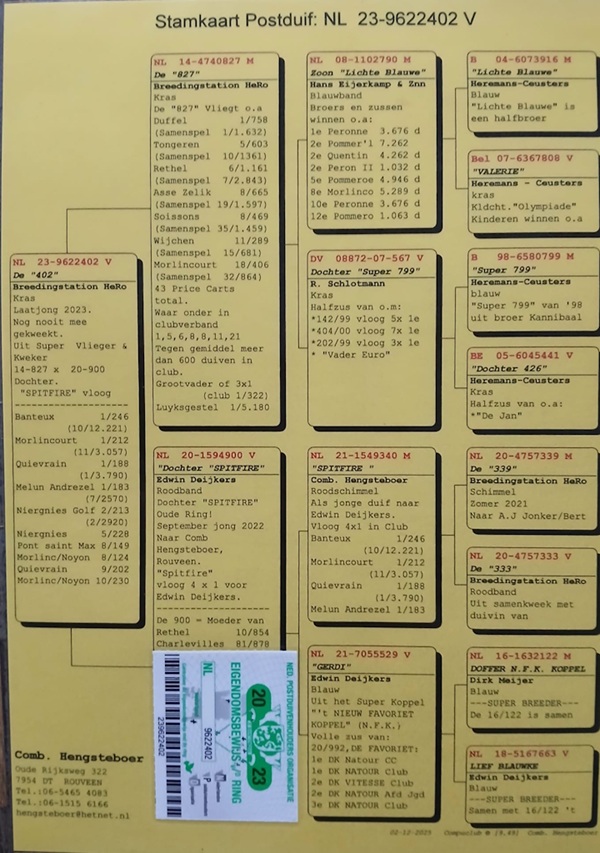 Stamkaart Postduif: NL 23-9622402 V
NL 23-9622402 V
De "402"
Breedingstation HeRo
Kras
Laatjong 2023.
Nog nooit mee
gekweekt.
Uit Super Vlieger &
Kweker
14-827 x 20-900
Dochter.
"SPITFIRE" vloog
Banteux 1/246
(10/12.221)
Morlincourt 1/212
(11/3.057)
Quievrain 1/188
(1/3.790)
Melun Andrezel 1/183
(7/2570)
Niergnies Golf 2/213
(2/2920)
Niergnies 5/228
Pont saint Max 8/149
Morlinc/Noyon 8/124
Quievrain 9/202
Morlinc/Noyon 10/230
NL 14-4740827 M
De "827"
Breedingstation HeRo
Kras
De "827" Vliegt o.a
Duffel 1/758
(Samenspel 1/1.632)
Tongeren 5/603
(Samenspel 10/1361)
Rethel 6/1.161
(Samenspel 7/2.843)
Asse Zelik 8/665
(Samenspel 19/1.597)
Soissons 8/469
(Samenspel 35/1.459)
Wijchen 11/289
(Samenspel 15/681)
Morlincourt 18/406
(Samenspel 32/864)
43 Price Carts
total.
Waar onder in
clubverband
1,5,6,8,8,11,21
Tegen gemiddel meer
dan 600 duiven in
club.
Grootvader of 3x1
(club 1/322)
Luyksgestel 1/5.180
NL 20-1594900 V
"Dochter "SPITFIRE"
Edwin Deijkers
Roodband
Dochter "SPITFIRE"
Oude Ring!
September jong 2022
Naar Comb
Hengsteboer,
Rouveen.
"Spitfire"
vloog 4 x 1 voor
Edwin Deijkers.
De 900 = Moeder van
Rethel 10/854
Charlevilles 81/878
NL 08-1102790 M
Zoon "Lichte Blauwe"
Hans Eijerkamp & Znn
Blauwband
Broers en zussen
winnen o.a:
1e Peronne 3.676 d
2e Pommer'l 7.262
2e Quentin 4.262 d
2e Peron II 1.032 d
5e Pommeroe 4.946 d
8e Morlinco 5.289 d
10e Peronne 3.676 d
12e Pommero 1.063 d
DV 08872-07-567 V
Dochter "Super 799"
R. Schlotmann
Kras
Halfzus van o.m:
*142/99 vloog 5x 1e
*404/00 vloog 7x 1e
*202/99 vloog 3x 1e
* "Vader Euro"
NL 21-1549340 M
"SPITFIRE "
Comb. Hengsteboer
Roodschimmel
Als jonge duif naar
Edwin Deijkers.
Vloog 4x1 in Club
Banteux 1/246
(10/12.221)
Morlincourt 1/212
(11/3.057)
Quievrain 1/188
(1/3.790)
Melun Andrezel 1/183
NL 21-7055529 V
"GERDI"
Edwin Deijkers
Blauw
Uit het Super Koppel
"'t NIEUW FAVORIET
KOPPEL" (N.F.K.)
Volle zus van:
20/992,DE FAVORIET:
1e DK Natour CC
1e DK NATOUR Club
2e DK VITESSE Club
2e DK NATOUR Afd Jgd
3e DK NATOUR Club
B 04-6073916 M
"Lichte Blauwe"
Heremans-Ceusters
Blauw
"Lichte Blauwe" is
een halfbroer
Bel 07-6367808 V
"VALERIE"
Heremans - Ceusters
kras
Kldcht."Olympiade"
Kinderen winnen o.a
B 98-6580799 M
"Super 799"
Heremans-Ceusters
blauw
"Super 799" van '98
uit broer Kannibaal
BE 05-6045441 V
"Dochter 426"
Heremans-Ceusters
Kras
Halfzus van o.a:
*"De Jan"
NL 20-4757339 M
De "339"
Breedingstation HeRo
Schimmel
Zomer 2021
Naar A.J Jonker/Bert
NL 20-4757333 V
De "333"
Breedingstation HeRo
Roodband
Uit samenkweek met
duivin van
NL 16-1632122 M
DOFFER N.F.K. KOPPEL
Dirk Meijer
Blauw
---SUPER BREEDER---
De 16/122 is samen
NL 18-5167663 V
LIEF BLAUWKE
Edwin Deijkers
Blauw
---SUPER BREEDER---
Samen met 16/122 't
NED. POSTDUIVENHOUDERS ORGANISATIE
EIGENDOMSBEWIJS RING
20 23
NL
9622402
239622402
Comb. Hengsteboer
Oude Rijksweg 322
7954 DT ROUVEEN
Tel.:06-5465 4083
Tel.:06-1515 6166
hengsteboer@hetnet.nl
02-12-2025 Compuclub © [9.49] Comb. Hengsteboer